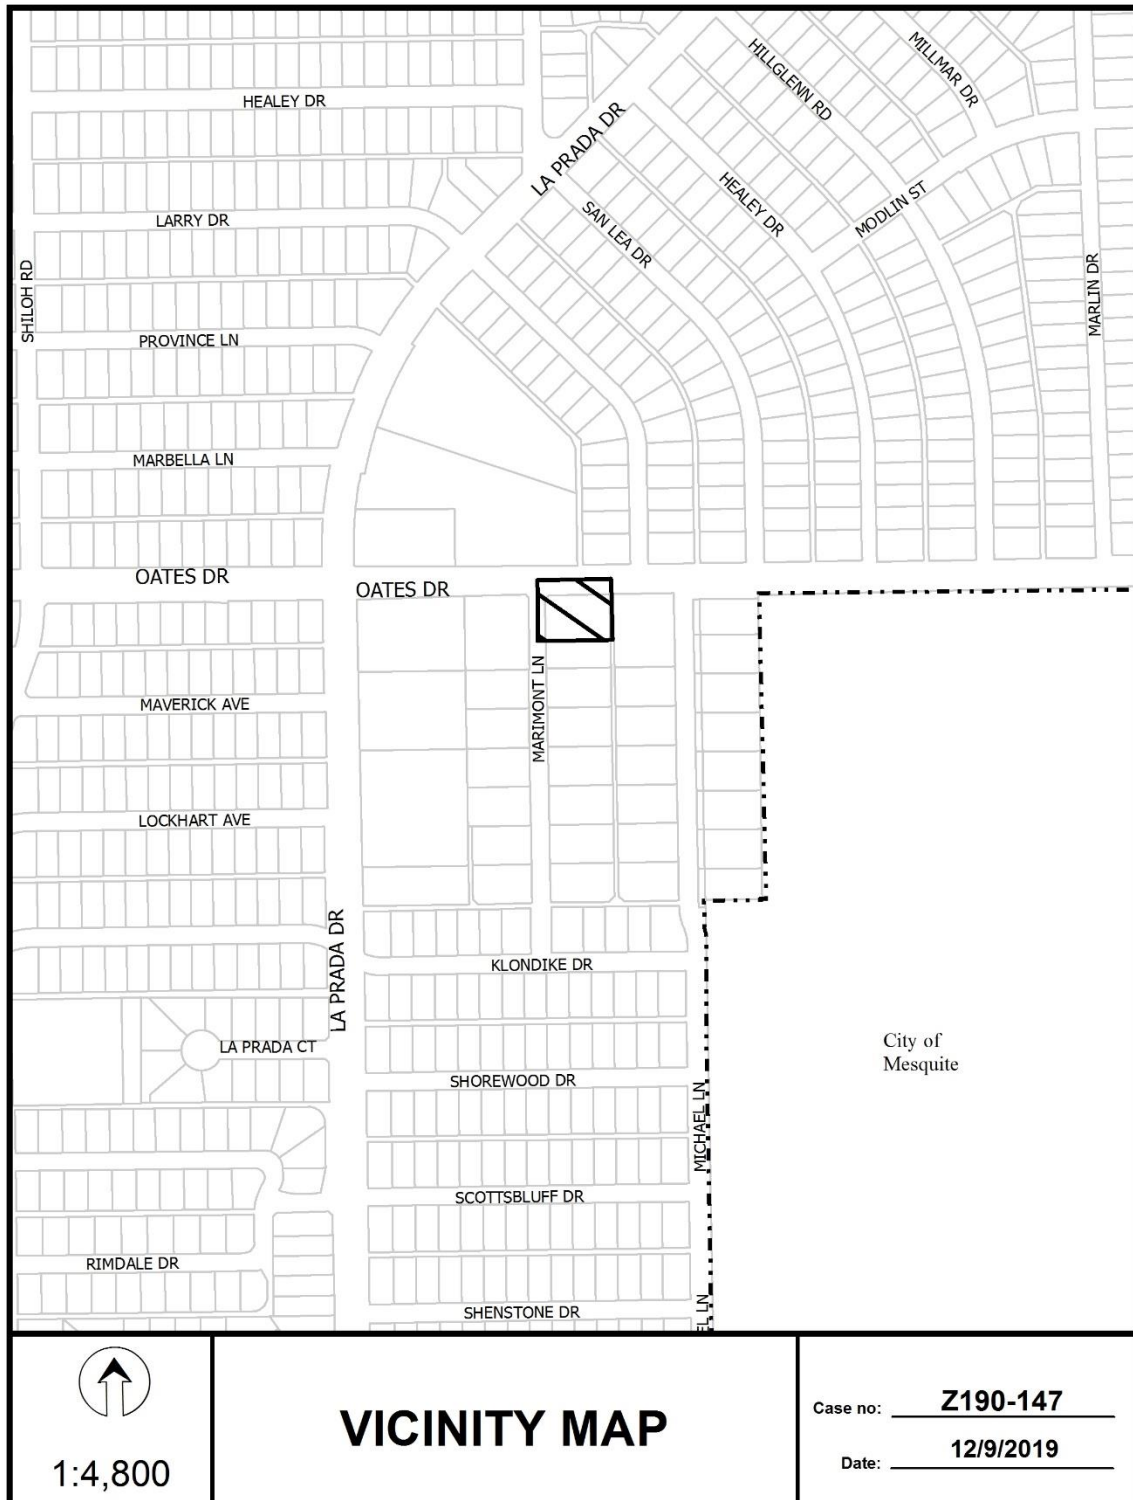 MILLMAR DR
HILLGLENN RD
HEALEY DR
LA PRADA DR
HEALEY DR
MODLIN ST
LARRY DR
SAN LEA DR
MARLIN DR
SHILOH RD
PROVINCE LN
MARBELLA LN
OATES DR
OATES DR
MARIMONT LN
MAVERICK AVE
LOCKHART AVE
LA PRADA DR
KLONDIKE DR
City of
Mesquite
LA PRADA CT
SHOREWOOD DR
MICHAEL LN
SCOTTSBLUFF DR
RIMDALE DR
SHENSTONE DR
EL LN
1:4,800
VICINITY MAP
Case no: Z190-147
Date: 12/9/2019